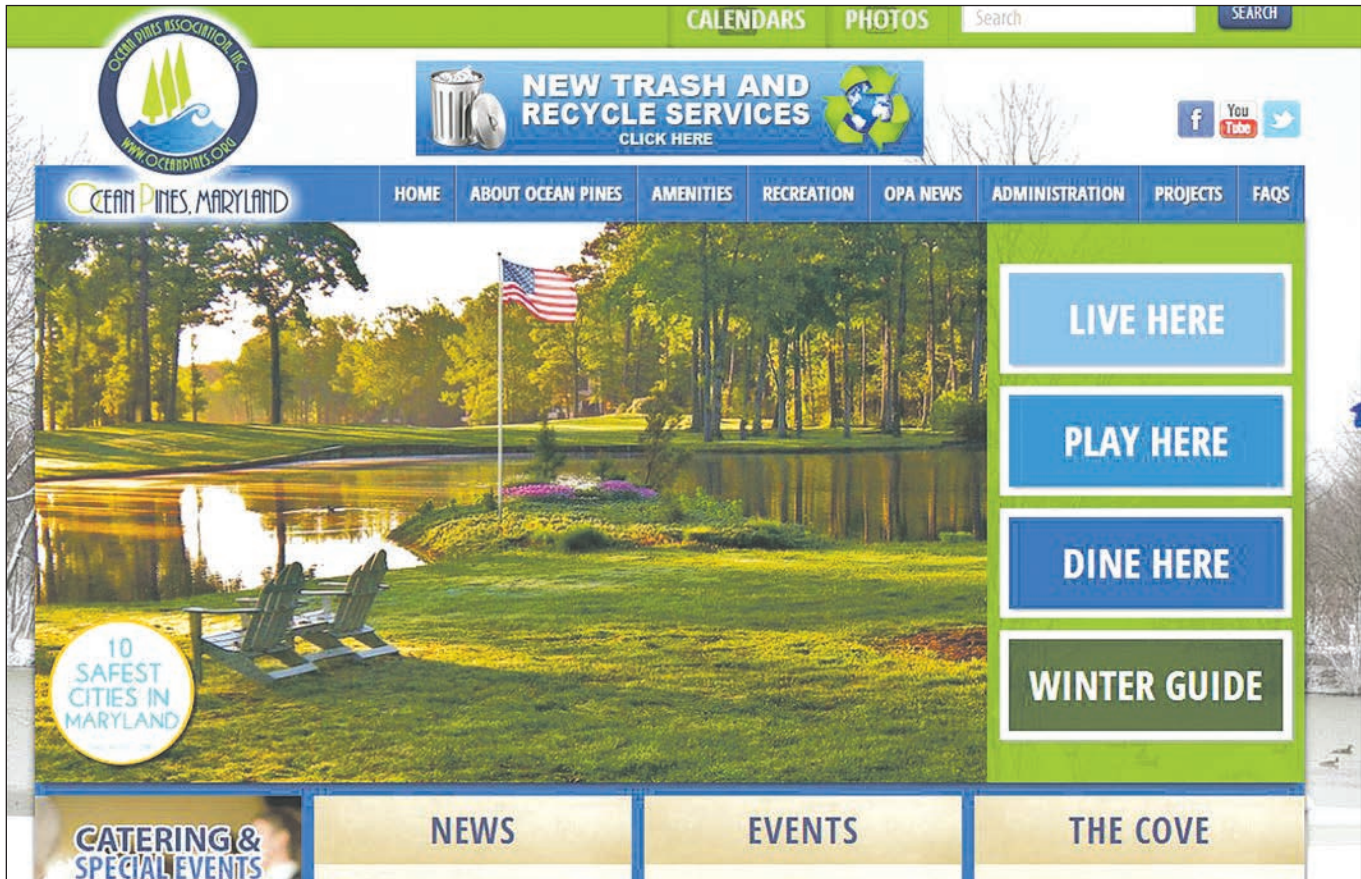 CALENDARS
PHOTOS
Search
SEARCH
OCEAN PINES ASSOCIATION, INC.
WWW.OCEANPINES.ORG
NEW TRASH AND
RECYCLE SERVICES
CLICK HERE
f
You
Tube
OCEAN PINES, MARYLAND
HOME
ABOUT OCEAN PINES
AMENITIES
RECREATION
OPA NEWS
ADMINISTRATION
PROJECTS
FAQS
LIVE HERE
PLAY HERE
DINE HERE
WINTER GUIDE
10
SAFEST
CITIES IN
MARYLAND
CATERING &
SPECIAL EVENTS
NEWS
EVENTS
THE COVE